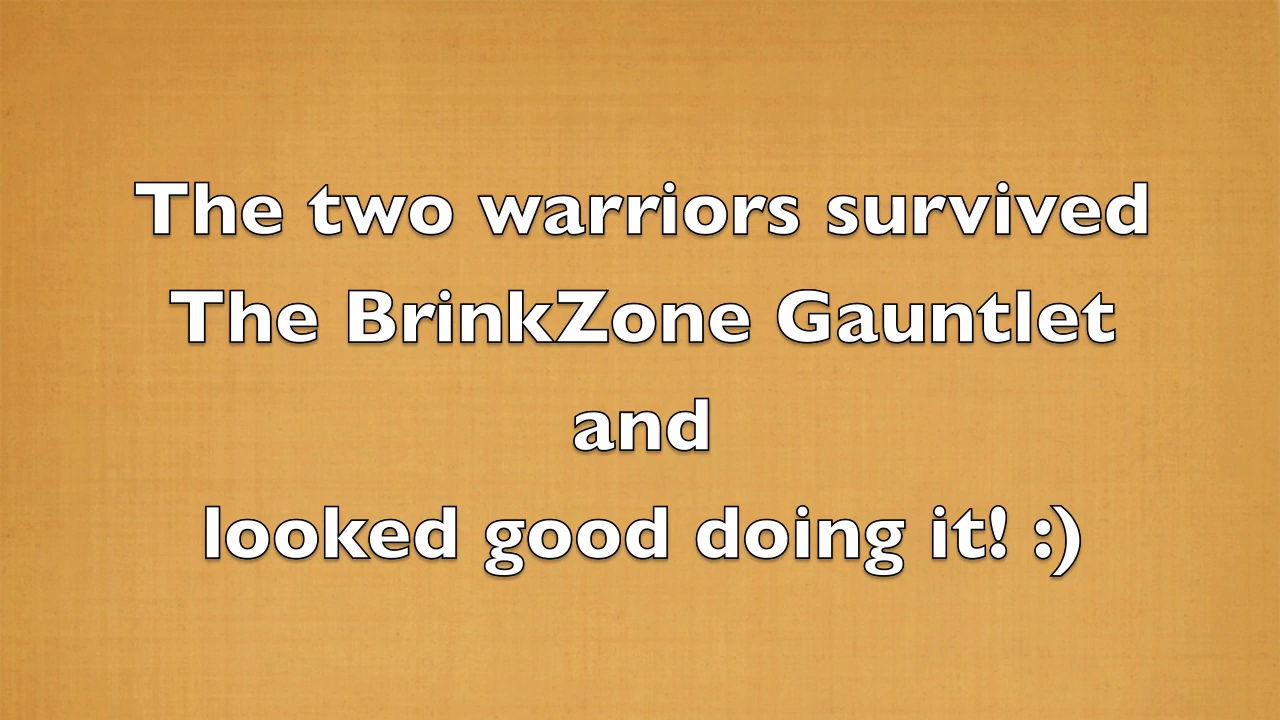 The two warriors survived
The BrinkZone Gauntlet
and
looked good doing it! :)